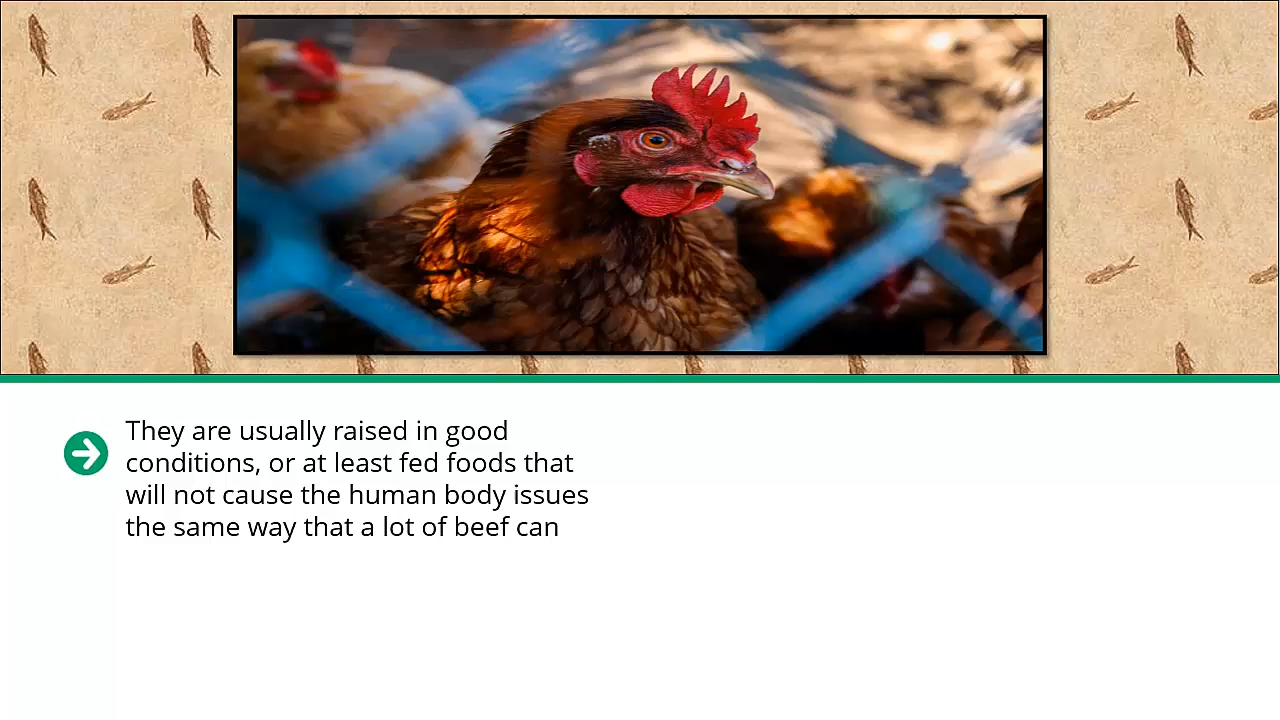 They are usually raised in good
conditions, or at least fed foods that
will not cause the human body issues
the same way that a lot of beef can